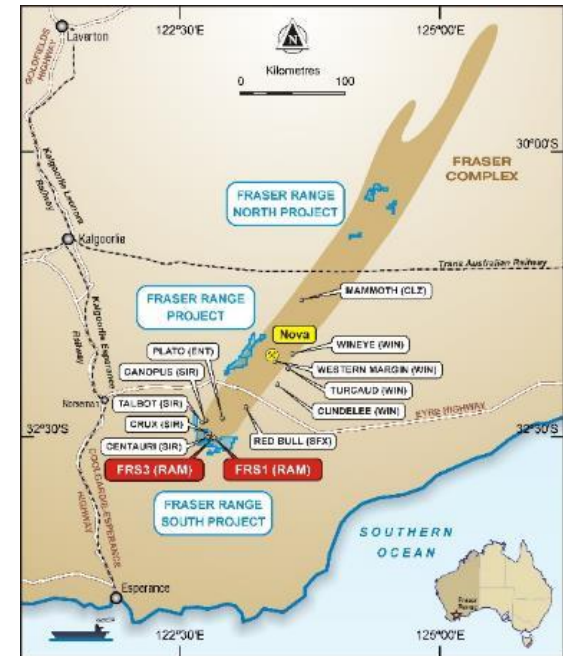 122°30'E
125°00'E
Laverton
GOLDFIELDS
HIGHWAY
N
Kilometres
0
100
30°00'S
FRASER
COMPLEX
FRASER RANGE
NORTH PROJECT
Kalgoorlie Leonora
Railway
Kalgoorlie
Trans Australian Railway
MAMMOTH (CLZ)
FRASER RANGE
PROJECT
Nova
WINEYE (WIN)
PLATO (ENT)
WESTERN MARGIN (WIN)
CANOPUS (SIR)
TURCAUD (WIN)
Kalgoorlie Esperance
Railway
Norseman
TALBOT (SIR)
CUNDELEE (WIN)
EYRE HIGHWAY
CRUX (SIR)
32°30'S
32°30'S
CENTAURI (SIR)
RED BULL (SFX)
FRS3 (RAM)
FRS1 (RAM)
COOLGARDIE-ESPERANCE
HIGHWAY
FRASER RANGE
SOUTH PROJECT
SOUTHERN
OCEAN
Esperance
Fraser
Range
122°30'E
125°00'E